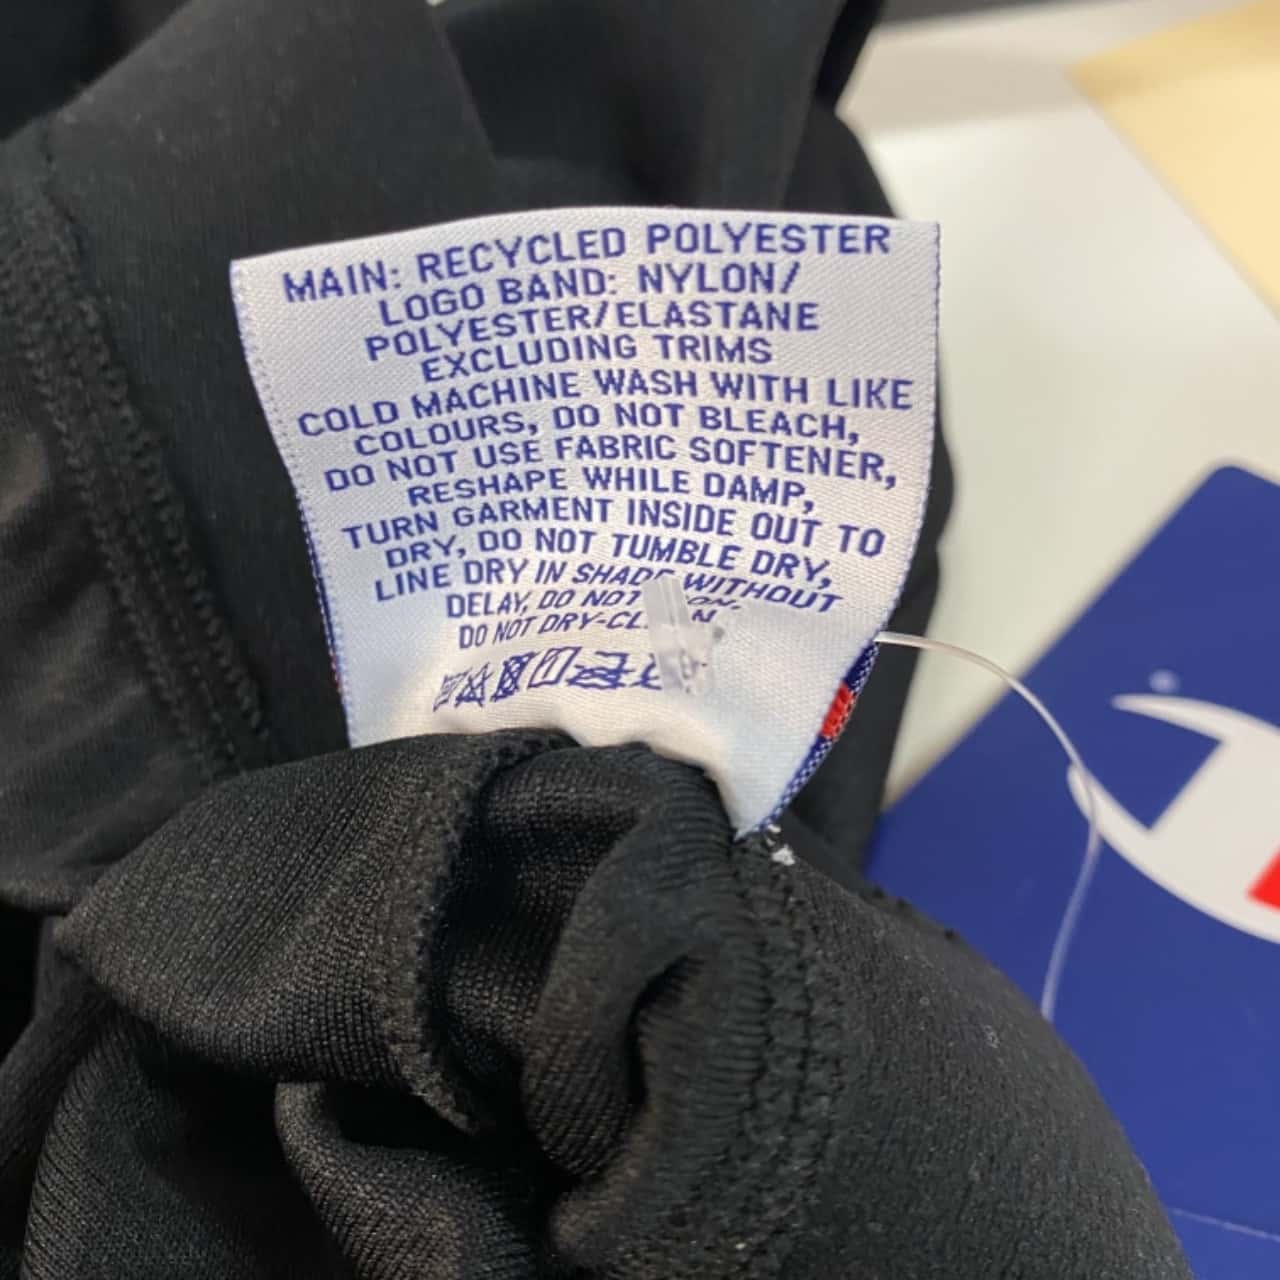 MAIN: RECYCLED POLYESTER
LOGO BAND: NYLON/
POLYESTER/ELASTANE
EXCLUDING TRIMS
COLD MACHINE WASH WITH LIKE
COLOURS, DO NOT BLEACH,
DO NOT USE FABRIC SOFTENER,
RESHAPE WHILE DAMP,
TURN GARMENT INSIDE OUT TO
DRY, DO NOT TUMBLE DRY,
LINE DRY IN SHADE WITHOUT
DELAY, DO NOT
DO NOT